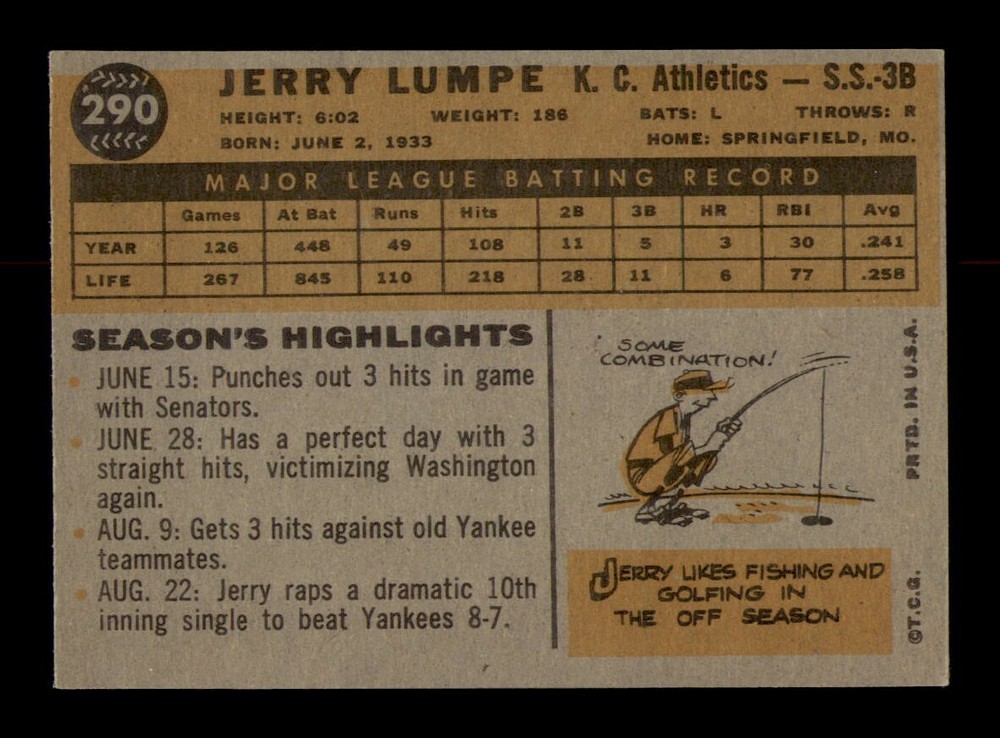 290
JERRY LUMPE K. C. Athletics — S.S.-3B
HEIGHT: 6:02 WEIGHT: 186 BATS: L THROWS: R
BORN: JUNE 2, 1933 HOME: SPRINGFIELD, MO.
MAJOR LEAGUE BATTING RECORD
Games At Bat Runs Hits 2B 3B HR RBI Avg
YEAR 126 448 49 108 11 5 3 30 .241
LIFE 267 845 110 218 28 11 6 77 .258
SEASON'S HIGHLIGHTS
JUNE 15: Punches out 3 hits in game
with Senators.
JUNE 28: Has a perfect day with 3
straight hits, victimizing Washington
again.
AUG. 9: Gets 3 hits against old Yankee
teammates.
AUG. 22: Jerry raps a dramatic 10th
inning single to beat Yankees 8-7.
SOME
COMBINATION!
JERRY LIKES FISHING AND
GOLFING IN
THE OFF SEASON
PRTD. IN U.S.A.
©T.C.G.